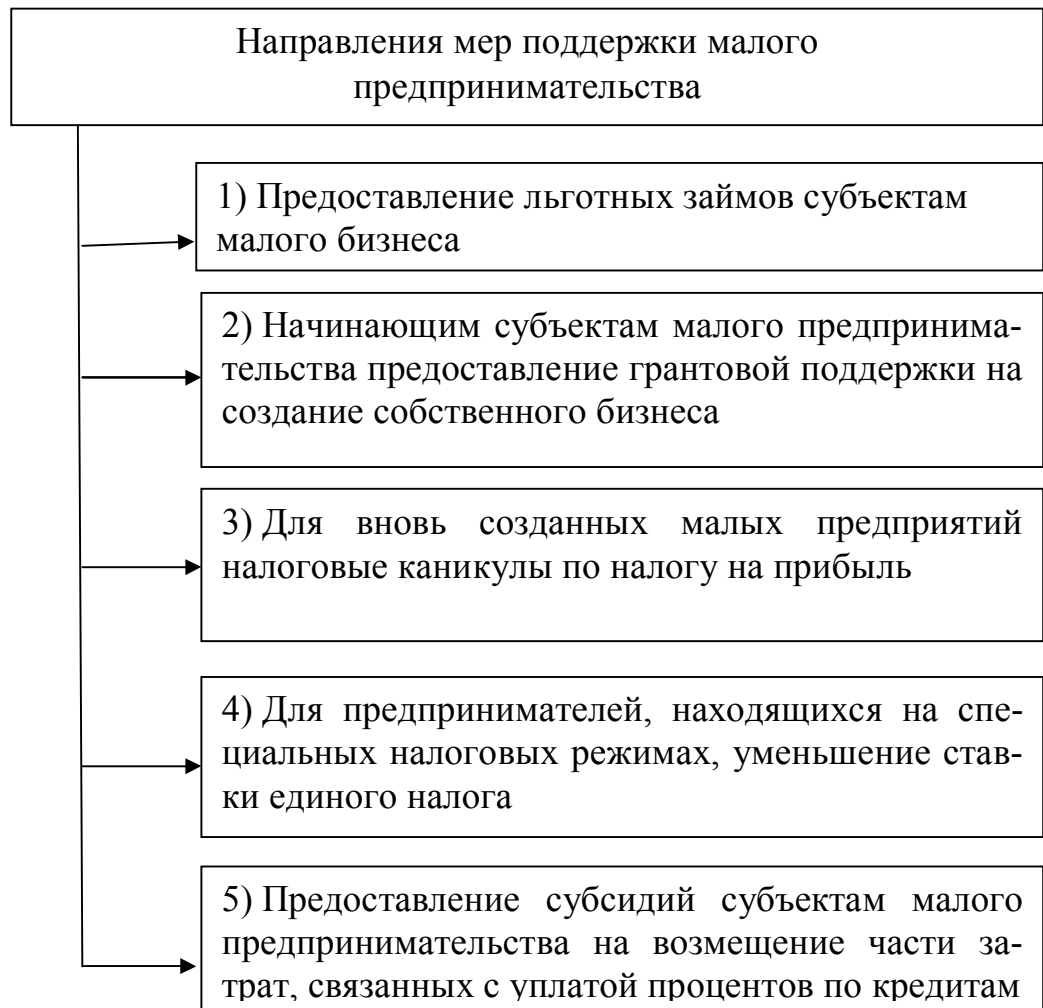 Направления мер поддержки малого
предпринимательства
1) Предоставление льготных займов субъектам
малого бизнеса
2) Начинающим субъектам малого предпринима-
тельства предоставление грантовой поддержки на
создание собственного бизнеса
3) Для вновь созданных малых предприятий
налоговые каникулы по налогу на прибыль
4) Для предпринимателей, находящихся на спе-
циальных налоговых режимах, уменьшение став-
ки единого налога
5) Предоставление субсидий субъектам малого
предпринимательства на возмещение части за-
трат, связанных с уплатой процентов по кредитам